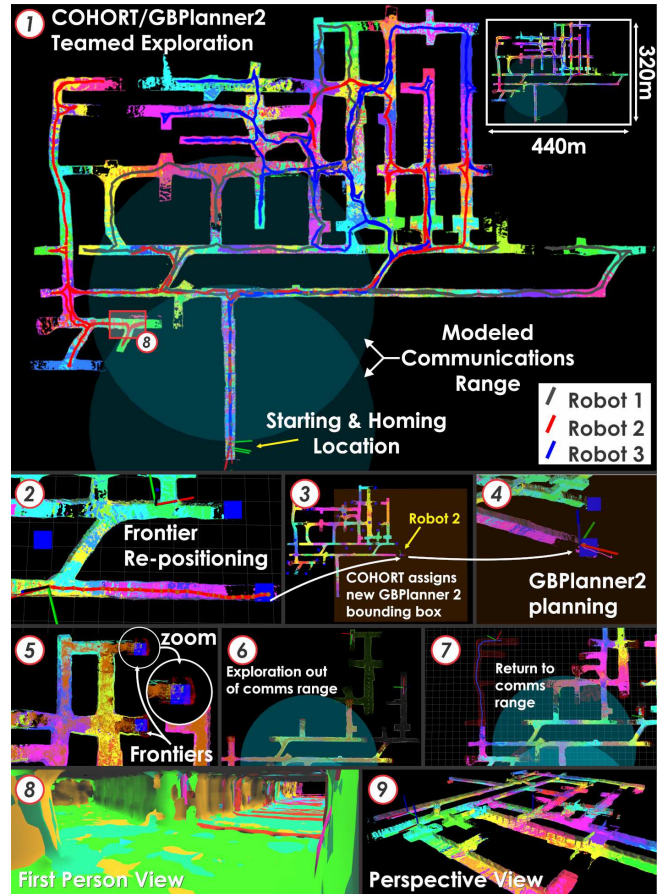 1
COHORT/GBPlanner2
Teamed Exploration
320m
440m
8
Modeled
Communications
Range
Starting & Homing
Location
Robot 1
Robot 2
Robot 3
2
Frontier
Re-positioning
3
Robot 2
COHORT assigns
new GBPlanner 2
bounding box
4
GBPlanner2
planning
5
zoom
Frontiers
6
Exploration out
of comms range
7
Return to
comms
range
8
First Person View
9
Perspective View